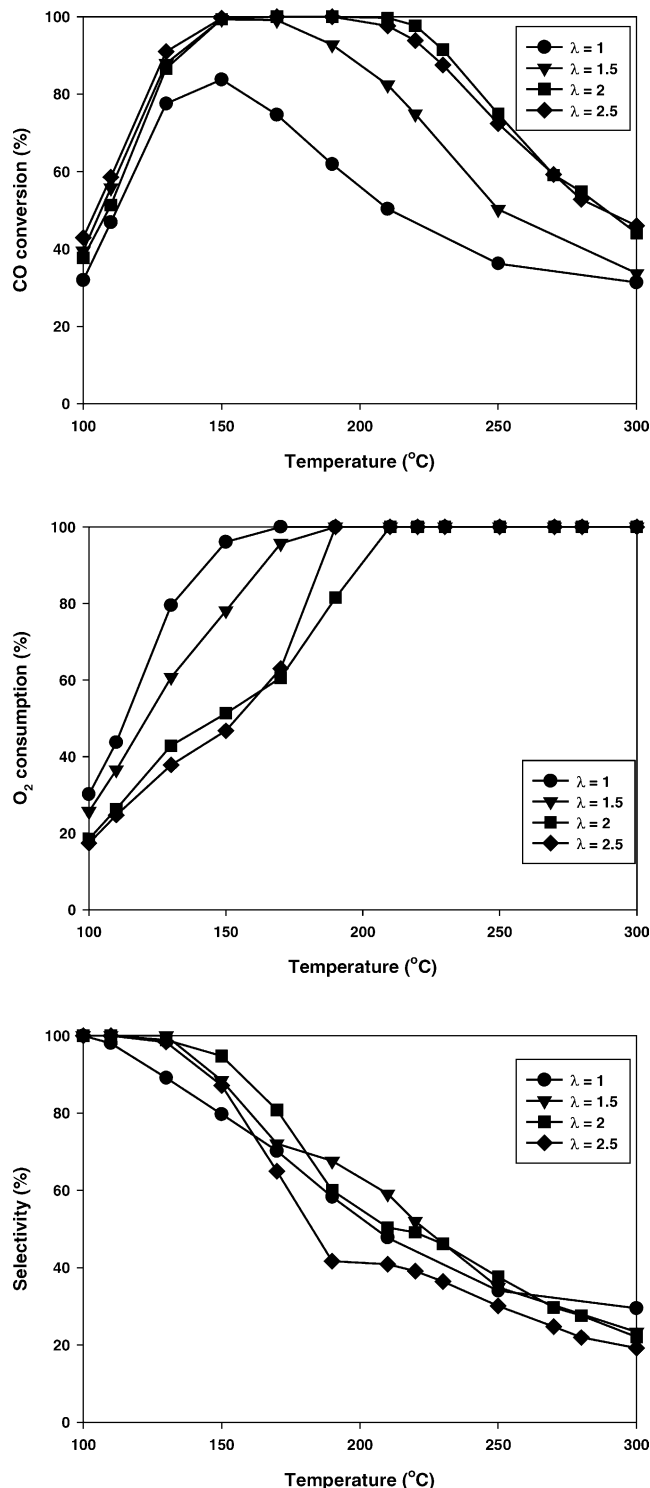 CO conversion (%)
100
80
60
40
20
0
λ = 1
λ = 1.5
λ = 2
λ = 2.5
100 150 200 250 300
Temperature (°C)
O₂ consumption (%)
100
80
60
40
20
0
λ = 1
λ = 1.5
λ = 2
λ = 2.5
100 150 200 250 300
Temperature (°C)
Selectivity (%)
100
80
60
40
20
0
λ = 1
λ = 1.5
λ = 2
λ = 2.5
100 150 200 250 300
Temperature (°C)